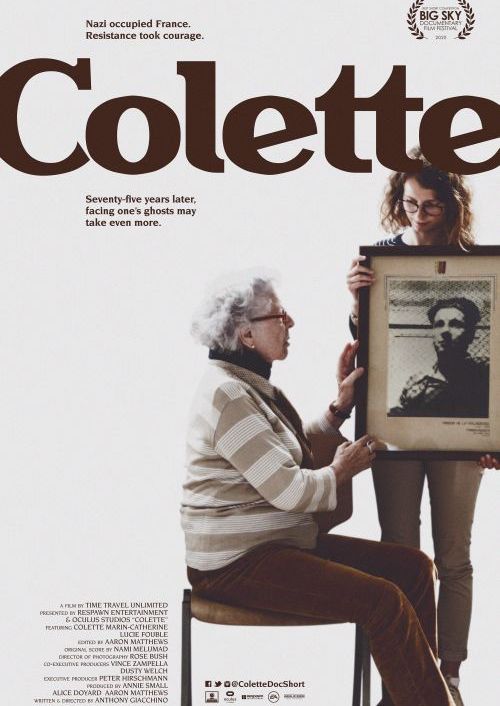 Nazi occupied France.
Resistance took courage.
BIG SKY
DOCUMENTARY
FILM FESTIVAL
2020
Colette
Seventy-five years later,
facing one's ghosts may
take even more.
A FILM BY TIME TRAVEL UNLIMITED
PRESENTED BY RESPAWN ENTERTAINMENT
& OCULUS STUDIOS "COLETTE"
FEATURING COLETTE MARIN-CATHERINE
LUCIE FOUBLE
EDITED BY AARON MATTHEWS
ORIGINAL SCORE BY NAMI MELUMAD
DIRECTOR OF PHOTOGRAPHY ROSE BUSH
CO-EXECUTIVE PRODUCERS VINCE ZAMPELLA
DUSTY WELCH
EXECUTIVE PRODUCER PETER HIRSCHMANN
PRODUCED BY ANNIE SMALL
ALICE DOYARD AARON MATTHEWS
WRITTEN & DIRECTED BY ANTHONY GIACCHINO
@ColetteDocShort
oculus
RESPAWN